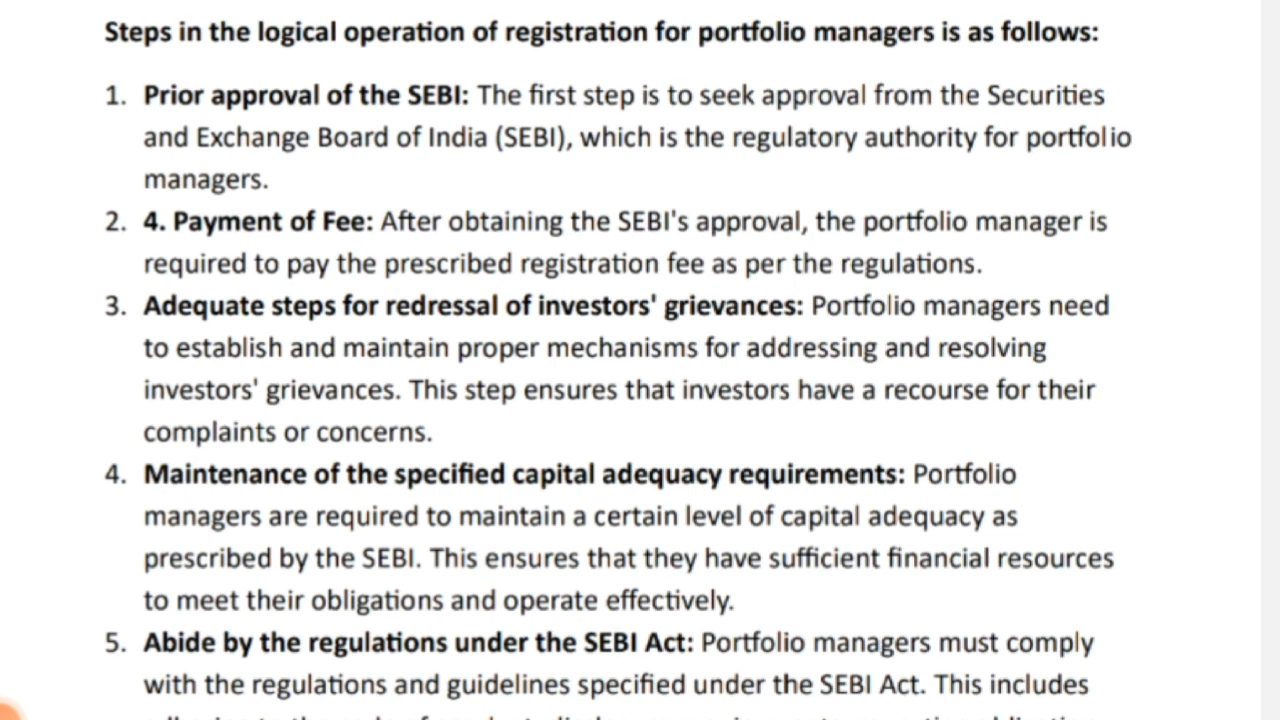 Steps in the logical operation of registration for portfolio managers is as follows:
1. Prior approval of the SEBI: The first step is to seek approval from the Securities
and Exchange Board of India (SEBI), which is the regulatory authority for portfolio
managers.
2. 4. Payment of Fee: After obtaining the SEBI's approval, the portfolio manager is
required to pay the prescribed registration fee as per the regulations.
3. Adequate steps for redressal of investors' grievances: Portfolio managers need
to establish and maintain proper mechanisms for addressing and resolving
investors' grievances. This step ensures that investors have a recourse for their
complaints or concerns.
4. Maintenance of the specified capital adequacy requirements: Portfolio
managers are required to maintain a certain level of capital adequacy as
prescribed by the SEBI. This ensures that they have sufficient financial resources
to meet their obligations and operate effectively.
5. Abide by the regulations under the SEBI Act: Portfolio managers must comply
with the regulations and guidelines specified under the SEBI Act. This includes